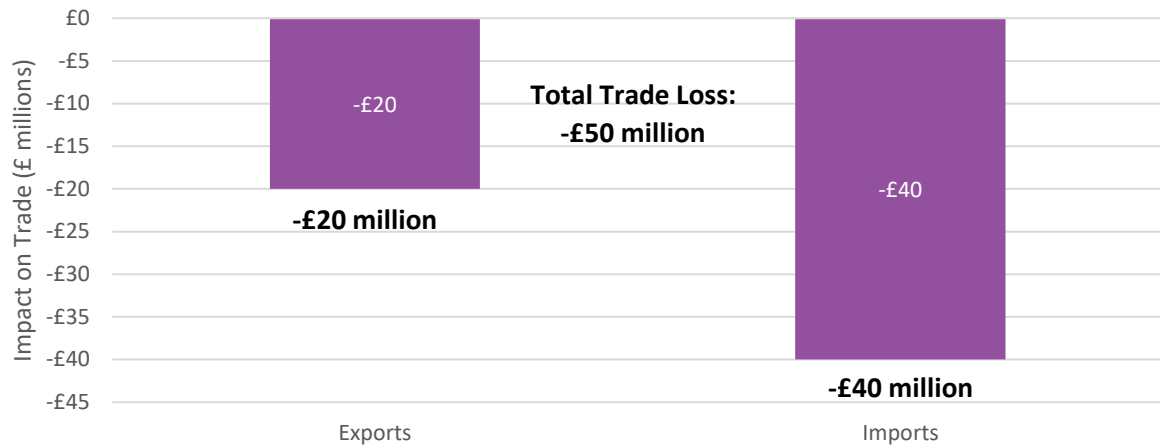 Impact on Trade (£ millions)
£0
-£5
-£10
-£15
-£20
-£25
-£30
-£35
-£40
-£45
-£20
-£20 million
Total Trade Loss:
-£50 million
-£40
-£40 million
Exports
Imports